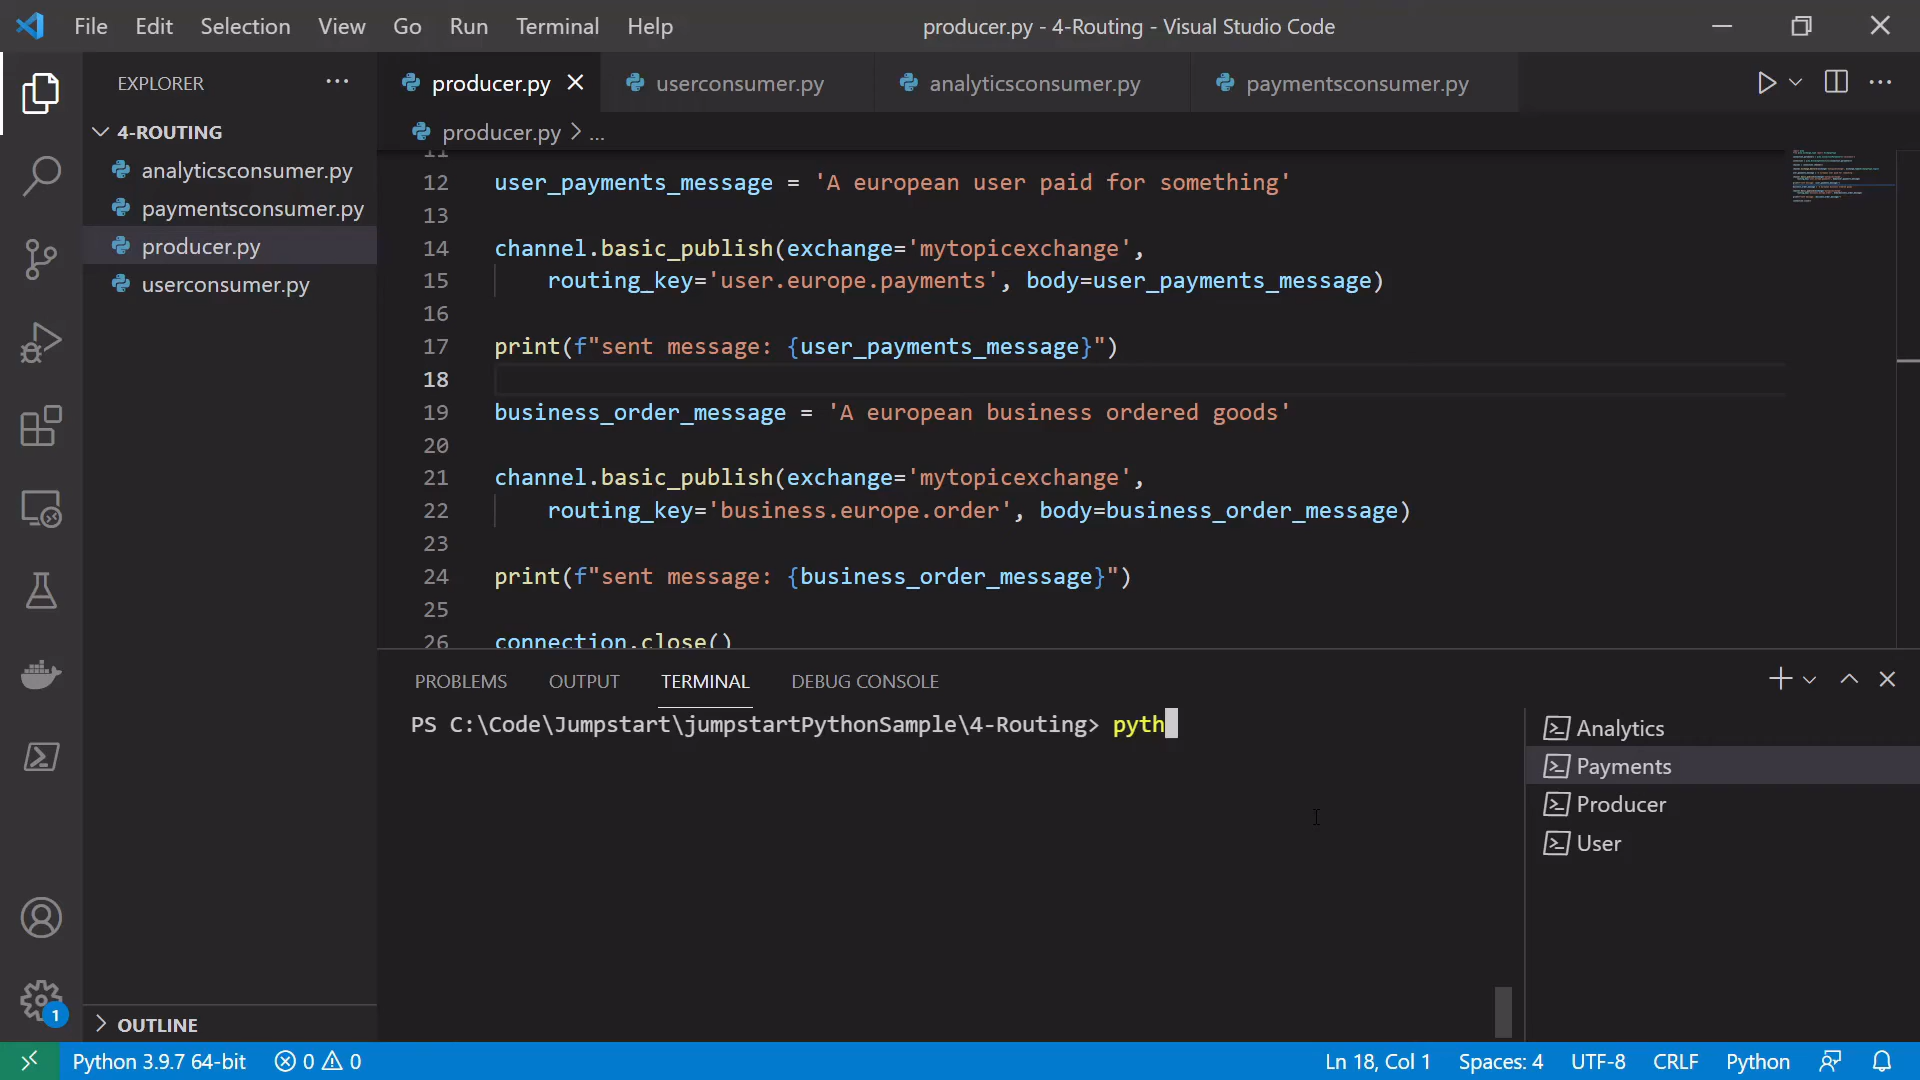 File Edit Selection View Go Run Terminal Help
producer.py - 4-Routing - Visual Studio Code
EXPLORER
4-ROUTING
analyticsconsumer.py
paymentsconsumer.py
producer.py
userconsumer.py
OUTLINE
producer.py
userconsumer.py
analyticsconsumer.py
paymentsconsumer.py
producer.py > ...
11
12 user_payments_message = 'A european user paid for something'
13
14 channel.basic_publish(exchange='mytopicexchange',
15 routing_key='user.europe.payments', body=user_payments_message)
16
17 print(f"sent message: {user_payments_message}")
18
19 business_order_message = 'A european business ordered goods'
20
21 channel.basic_publish(exchange='mytopicexchange',
22 routing_key='business.europe.order', body=business_order_message)
23
24 print(f"sent message: {business_order_message}")
25
26 connection.close()
PROBLEMS OUTPUT TERMINAL DEBUG CONSOLE
PS C:\Code\Jumpstart\jumpstartPythonSample\4-Routing> pyth
Analytics
Payments
Producer
User
1
Python 3.9.7 64-bit 0 0
Ln 18, Col 1 Spaces: 4 UTF-8 CRLF Python